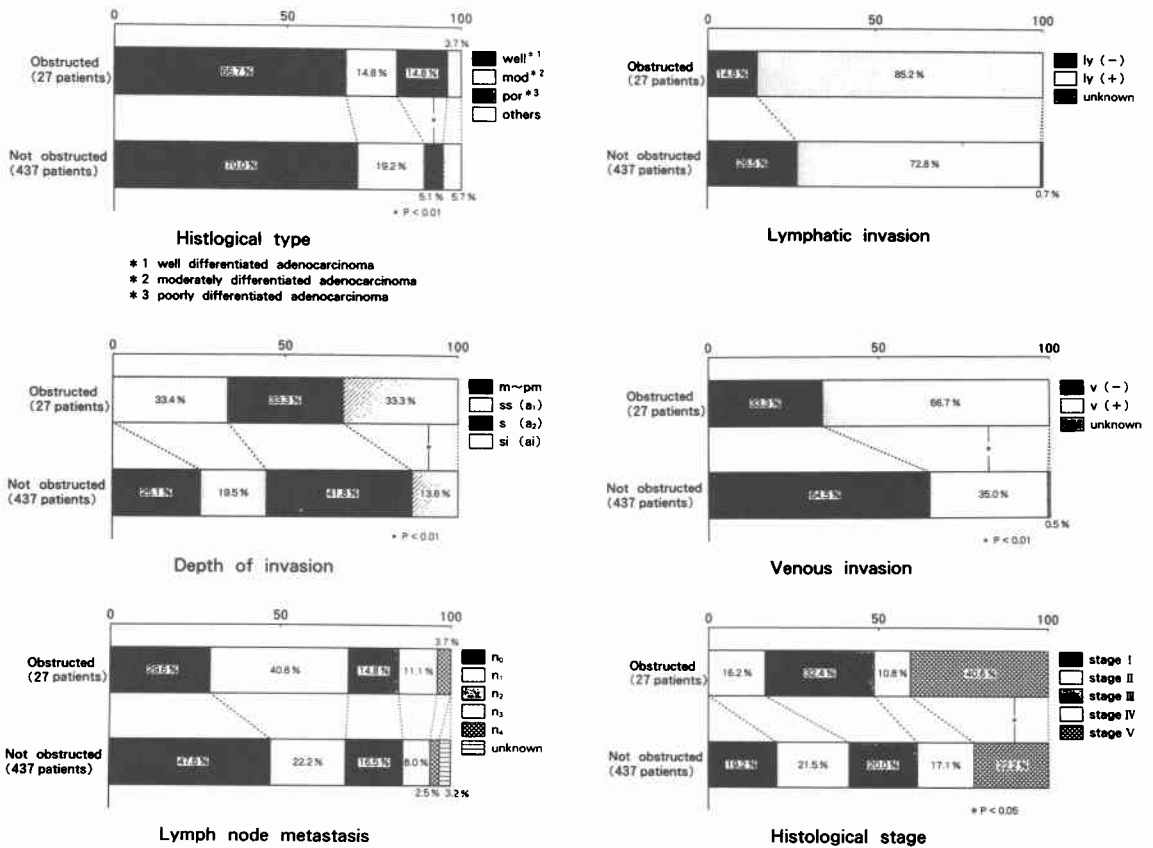 0 50 100
Obstructed
(27 patients)
66.7%
14.8%
14.8%
3.7%
well*1
mod*2
por*3
others
*
Not obstructed
(437 patients)
70.0%
19.2%
5.1%
5.7%
* P<0.01
Histlogical type
*1 well differentiated adenocarcinoma
*2 moderately differentiated adenocarcinoma
*3 poorly differentiated adenocarcinoma
0 50 100
Obstructed
(27 patients)
14.8%
85.2%
ly (-)
ly (+)
unknown
Not obstructed
(437 patients)
26.5%
72.8%
0.7%
Lymphatic invasion
0 50 100
Obstructed
(27 patients)
33.4%
33.3%
33.3%
m~pm
ss (a₁)
s (a₂)
si (ai)
*
Not obstructed
(437 patients)
25.1%
19.5%
41.8%
13.6%
* P<0.01
Depth of invasion
0 50 100
Obstructed
(27 patients)
33.3%
66.7%
v (-)
v (+)
unknown
*
Not obstructed
(437 patients)
64.5%
35.0%
0.5%
* P<0.01
Venous invasion
0 50 100
Obstructed
(27 patients)
29.6%
40.8%
14.8%
11.1%
3.7%
n₀
n₁
n₂
n₃
n₄
unknown
Not obstructed
(437 patients)
47.6%
22.2%
16.5%
8.0%
2.5%
3.2%
Lymph node metastasis
0 50 100
Obstructed
(27 patients)
16.2%
32.4%
10.8%
40.6%
stage I
stage II
stage III
stage IV
stage V
*
Not obstructed
(437 patients)
19.2%
21.5%
20.0%
17.1%
22.2%
* P<0.05
Histological stage